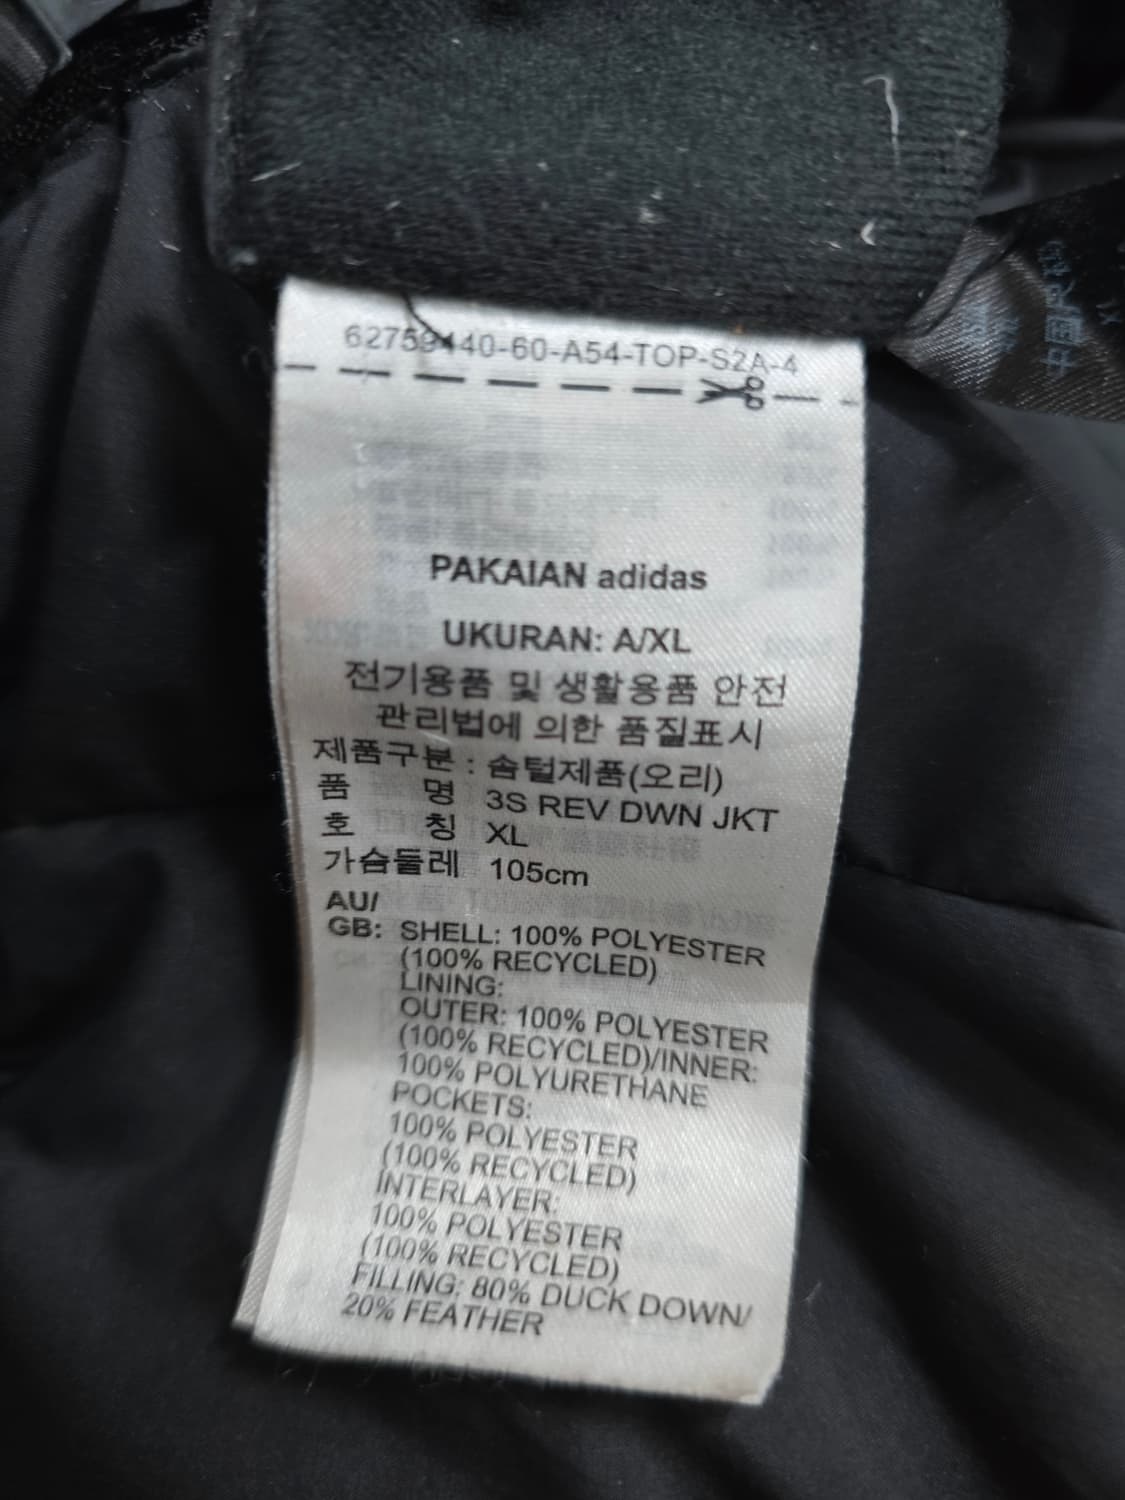 62759440-60-A54-TOP-S2A-4
PAKAIAN adidas
UKURAN: A/XL
전기용품 및 생활용품 안전
관리법에 의한 품질표시
제품구분 : 솜털제품(오리)
품 명 3S REV DWN JKT
호 칭 XL
가슴둘레 105cm
AU/
GB: SHELL: 100% POLYESTER
(100% RECYCLED)
LINING:
OUTER: 100% POLYESTER
(100% RECYCLED)/INNER:
100% POLYURETHANE
POCKETS:
100% POLYESTER
(100% RECYCLED)
INTERLAYER:
100% POLYESTER
(100% RECYCLED)
FILLING: 80% DUCK DOWN/
20% FEATHER